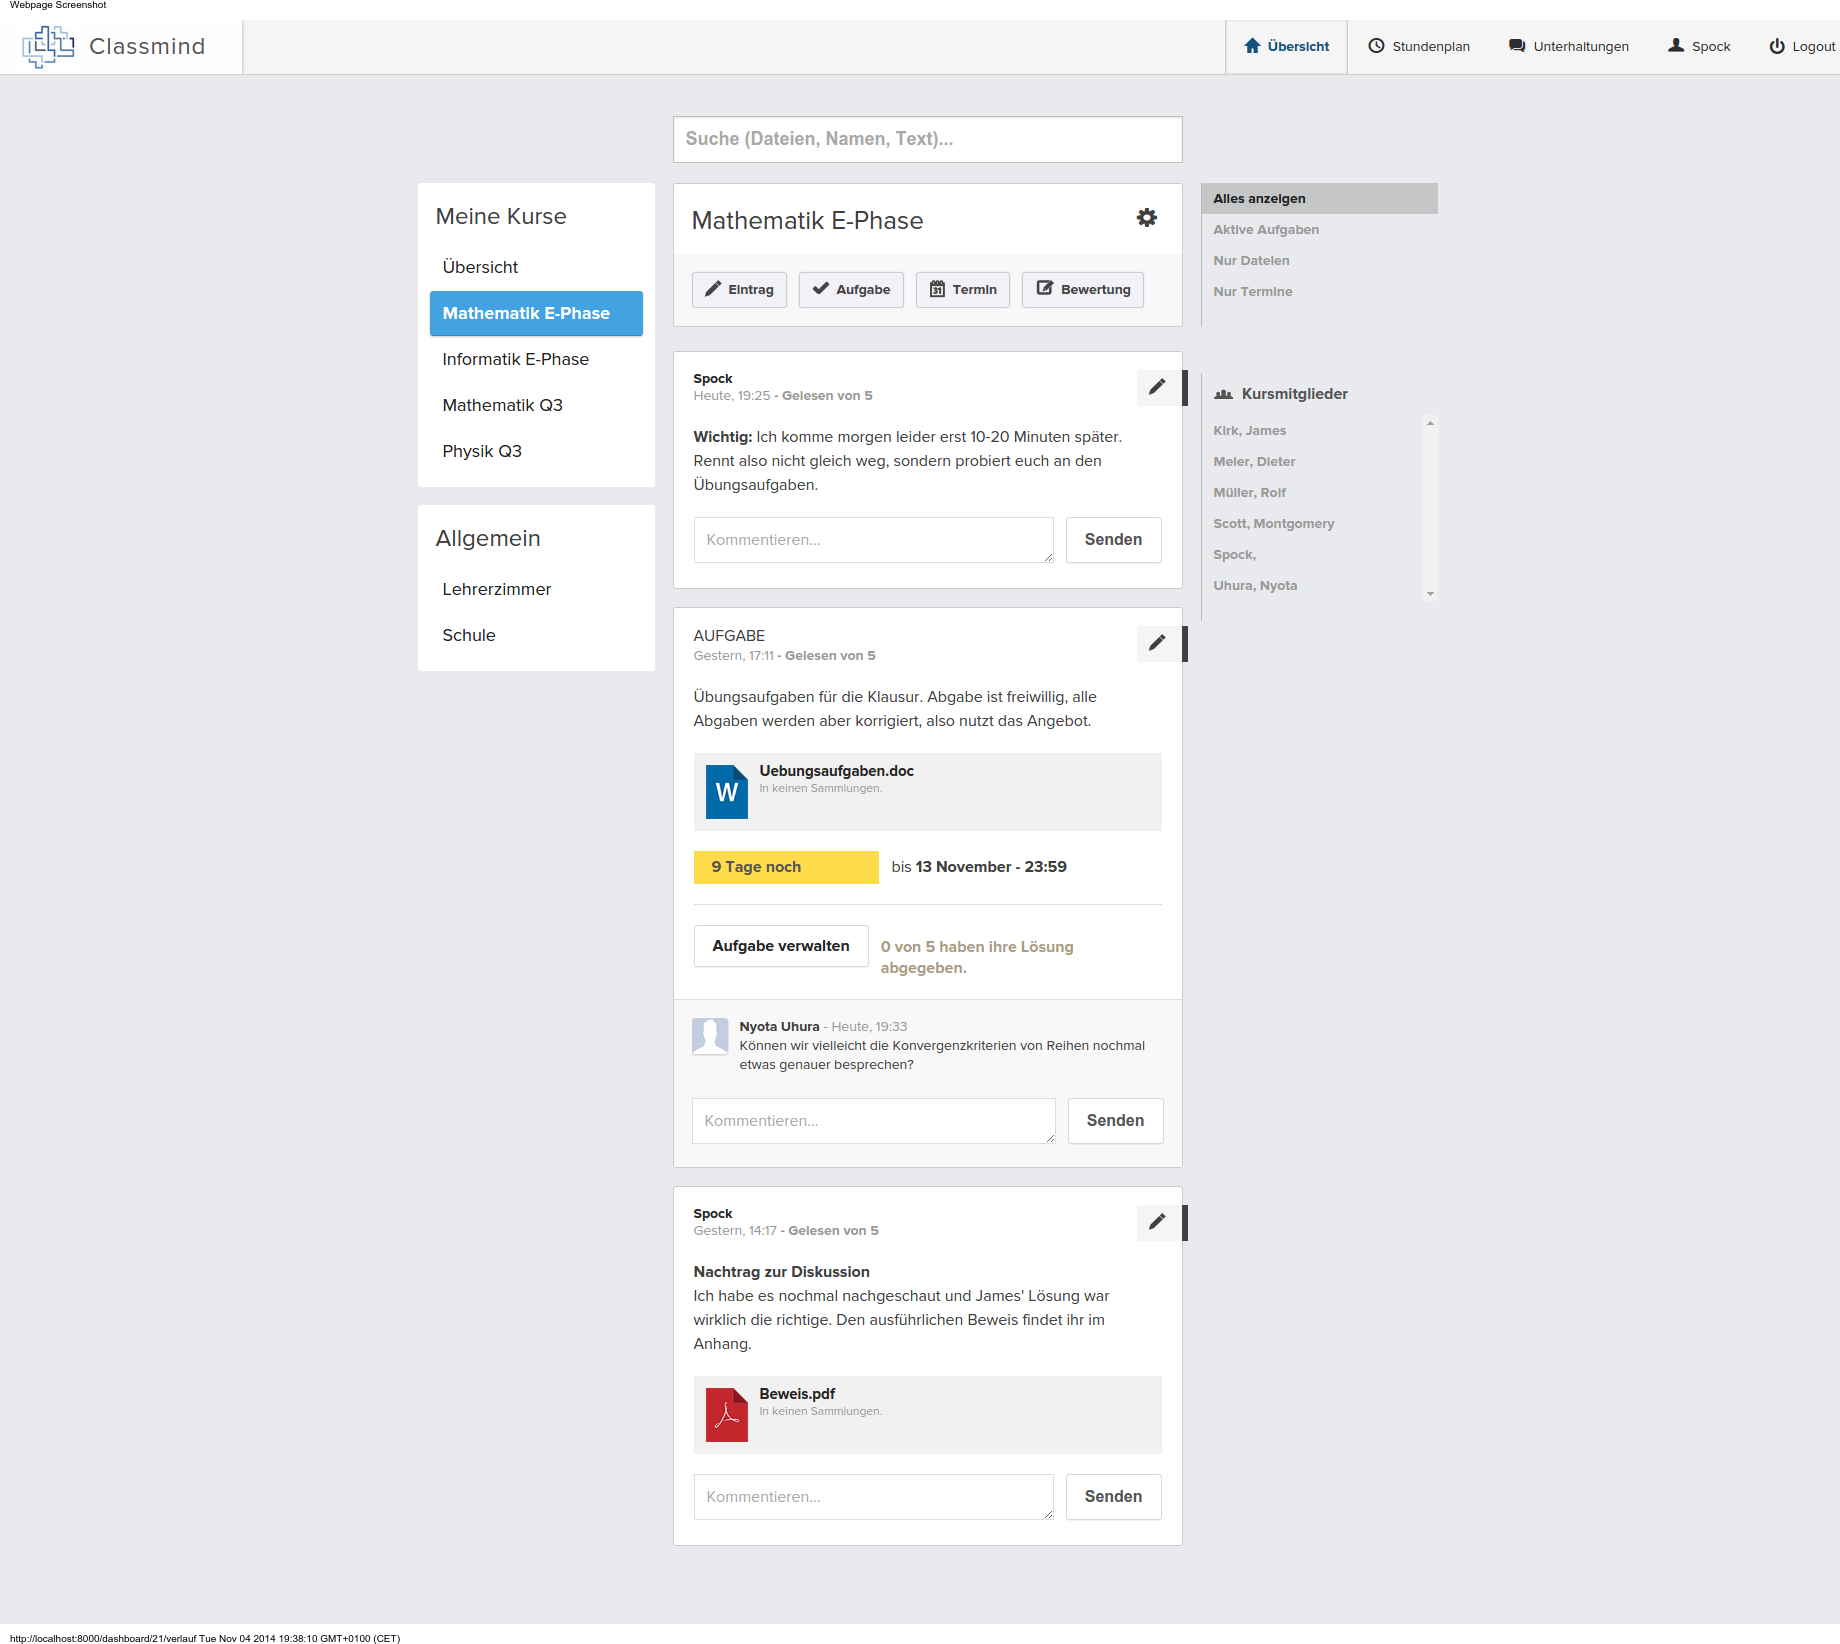 Webpage Screenshot
Classmind
Übersicht
Stundenplan
Unterhaltungen
Spock
Logout
Suche (Dateien, Namen, Text)...
Meine Kurse
Übersicht
Mathematik E-Phase
Informatik E-Phase
Mathematik Q3
Physik Q3
Allgemein
Lehrerzimmer
Schule
Mathematik E-Phase
Eintrag
Aufgabe
31
Termin
Bewertung
Spock
Heute, 19:25 - Gelesen von 5
Wichtig: Ich komme morgen leider erst 10-20 Minuten später.
Rennt also nicht gleich weg, sondern probiert euch an den
Übungsaufgaben.
Kommentieren...
Senden
AUFGABE
Gestern, 17:11 - Gelesen von 5
Übungsaufgaben für die Klausur. Abgabe ist freiwillig, alle
Abgaben werden aber korrigiert, also nutzt das Angebot.
W
Uebungsaufgaben.doc
In keinen Sammlungen.
9 Tage noch
bis 13 November - 23:59
Aufgabe verwalten
0 von 5 haben ihre Lösung
abgegeben.
Nyota Uhura - Heute, 19:33
Können wir vielleicht die Konvergenzkriterien von Reihen nochmal
etwas genauer besprechen?
Kommentieren...
Senden
Spock
Gestern, 14:17 - Gelesen von 5
Nachtrag zur Diskussion
Ich habe es nochmal nachgeschaut und James' Lösung war
wirklich die richtige. Den ausführlichen Beweis findet ihr im
Anhang.
Beweis.pdf
In keinen Sammlungen.
Kommentieren...
Senden
Alles anzeigen
Aktive Aufgaben
Nur Dateien
Nur Termine
Kursmitglieder
Kirk, James
Meier, Dieter
Müller, Rolf
Scott, Montgomery
Spock,
Uhura, Nyota
http://localhost:8000/dashboard/21/verlauf Tue Nov 04 2014 19:38:10 GMT+0100 (CET)